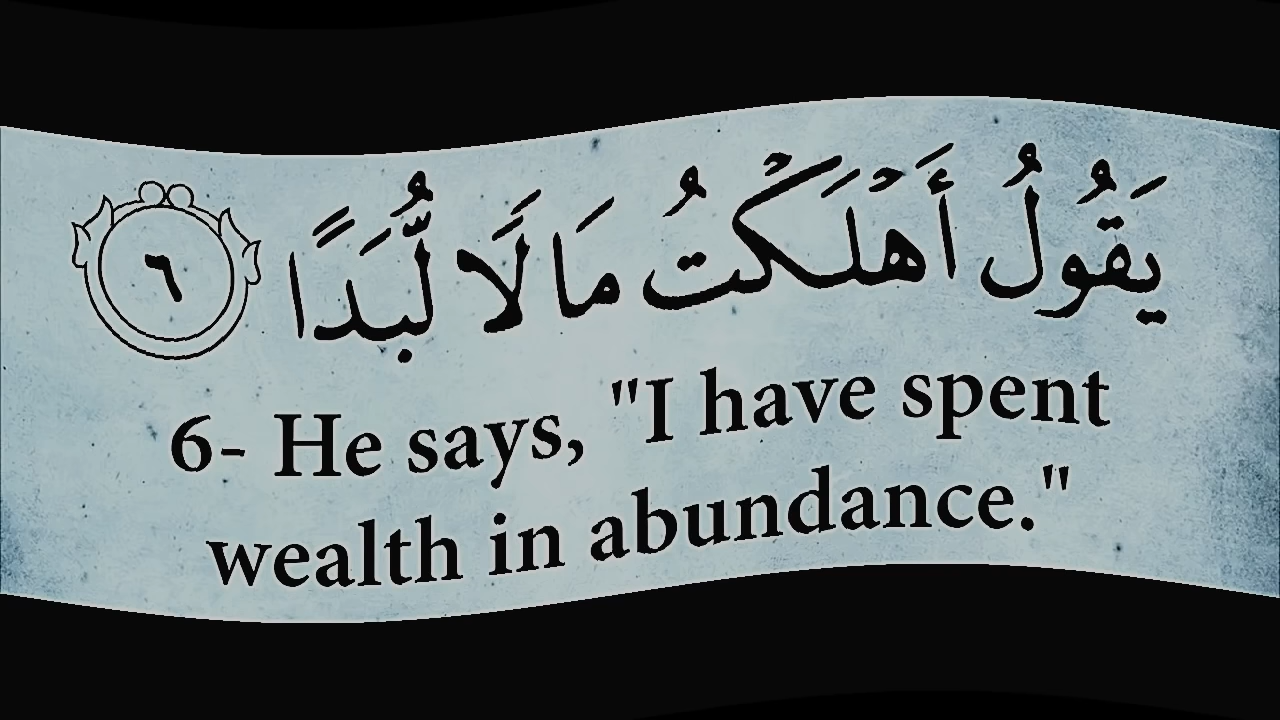 يَقُولُ أَهْلَكْتُ مَالًا لُّبَدًا ٦
6- He says, "I have spent
wealth in abundance."